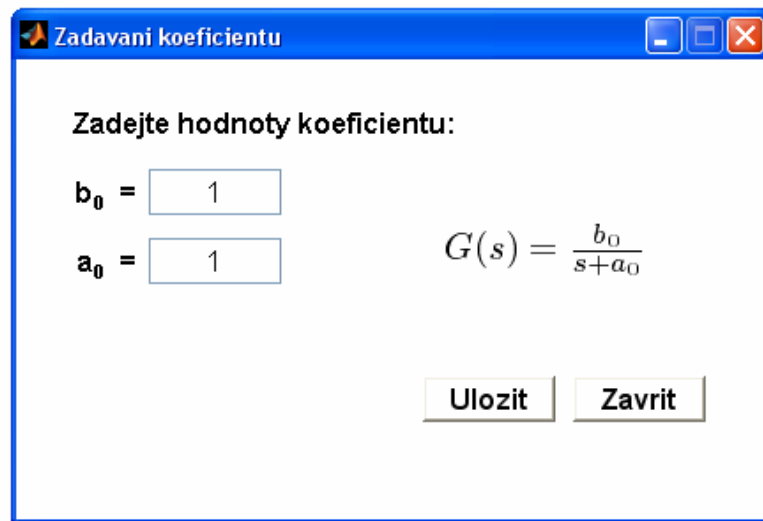 Zadavani koeficientu
Zadejte hodnoty koeficientu:
b₀ = 1
a₀ = 1
G(s) = b₀/(s+a₀)
Ulozit Zavrit